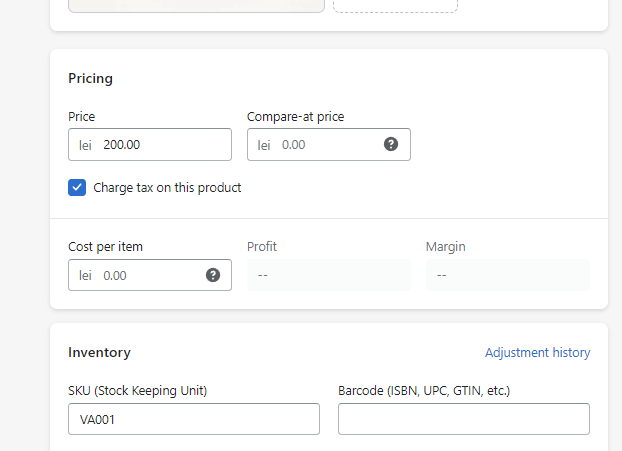 Pricing
Price Compare-at price
lei 200.00 lei 0.00 ?
Charge tax on this product
Cost per item Profit Margin
lei 0.00 ? -- --
Inventory Adjustment history
SKU (Stock Keeping Unit) Barcode (ISBN, UPC, GTIN, etc.)
VA001